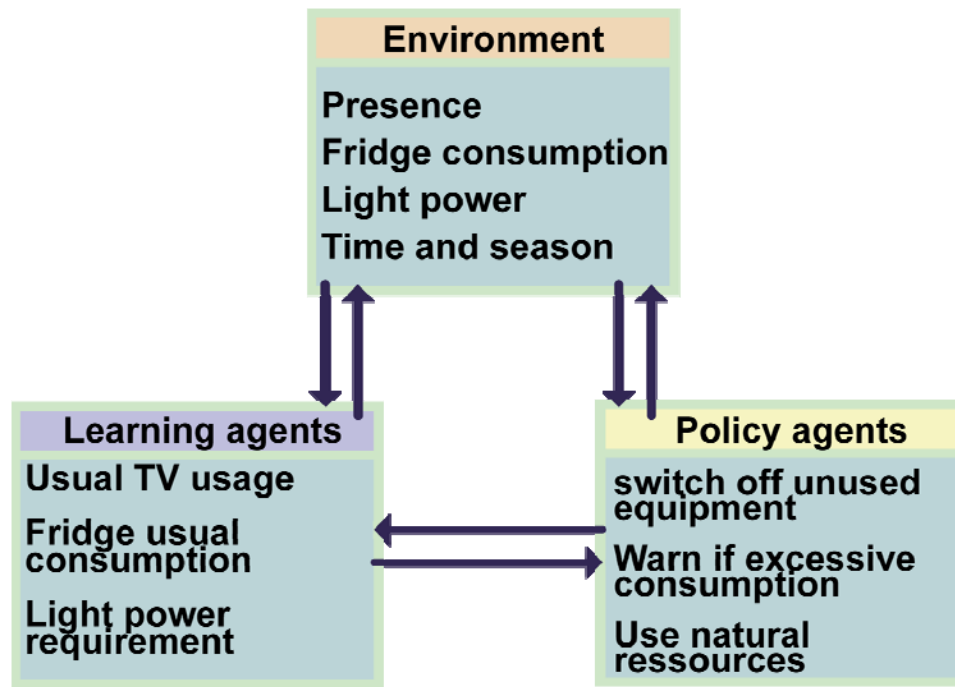 Environment
Presence
Fridge consumption
Light power
Time and season
Learning agents
Usual TV usage
Fridge usual
consumption
Light power
requirement
Policy agents
switch off unused
equipment
Warn if excessive
consumption
Use natural
ressources